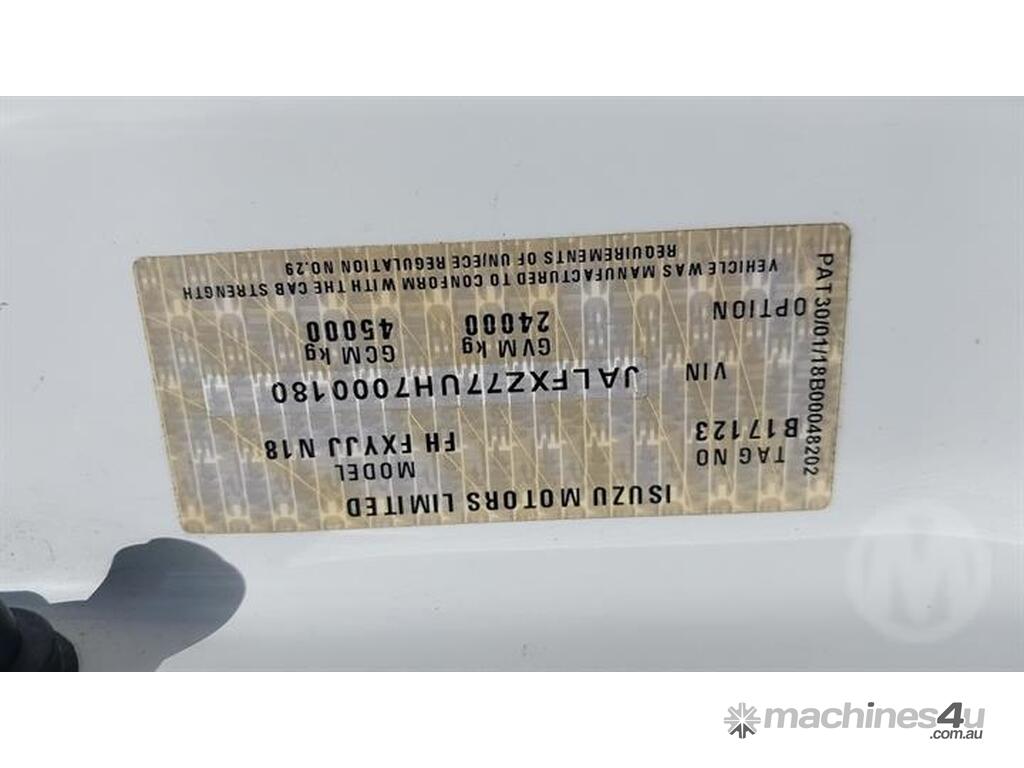 ISUZU MOTORS LIMITED
TAG NO MODEL
B17123 FH FXYJJ N18
VIN JALFXZ77UH7000180
GVM kg GCM kg
OPTION 24000 45000
VEHICLE WAS MANUFACTURED TO CONFORM WITH THE CAB STRENGTH
REQUIREMENTS OF UN/ECE REGULATION NO.29
PAT30/01/18B00048202
M
machines4u
.com.au